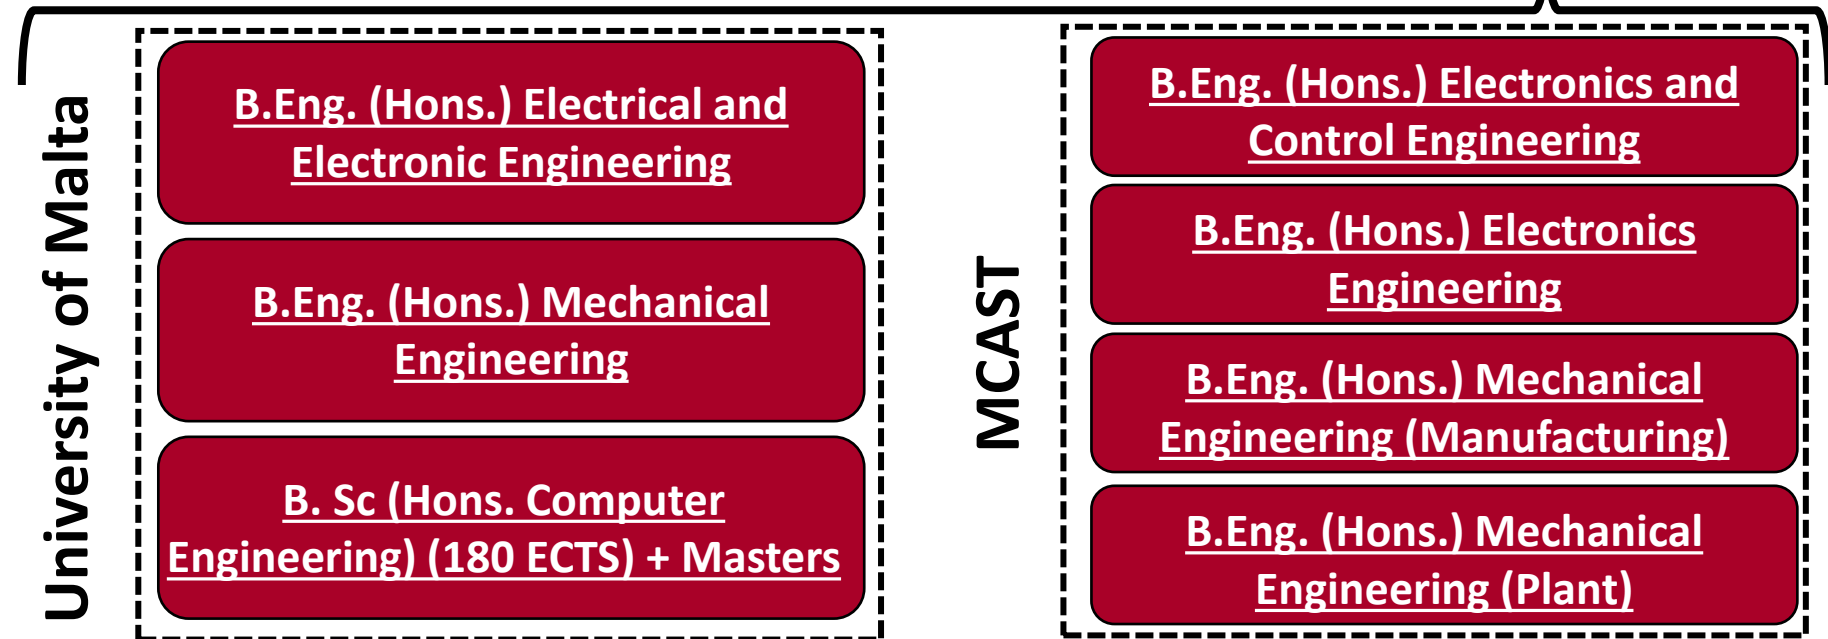 University of Malta
B.Eng. (Hons.) Electrical and
Electronic Engineering
B.Eng. (Hons.) Mechanical
Engineering
B. Sc (Hons. Computer
Engineering) (180 ECTS) + Masters
MCAST
B.Eng. (Hons.) Electronics and
Control Engineering
B.Eng. (Hons.) Electronics
Engineering
B.Eng. (Hons.) Mechanical
Engineering (Manufacturing)
B.Eng. (Hons.) Mechanical
Engineering (Plant)